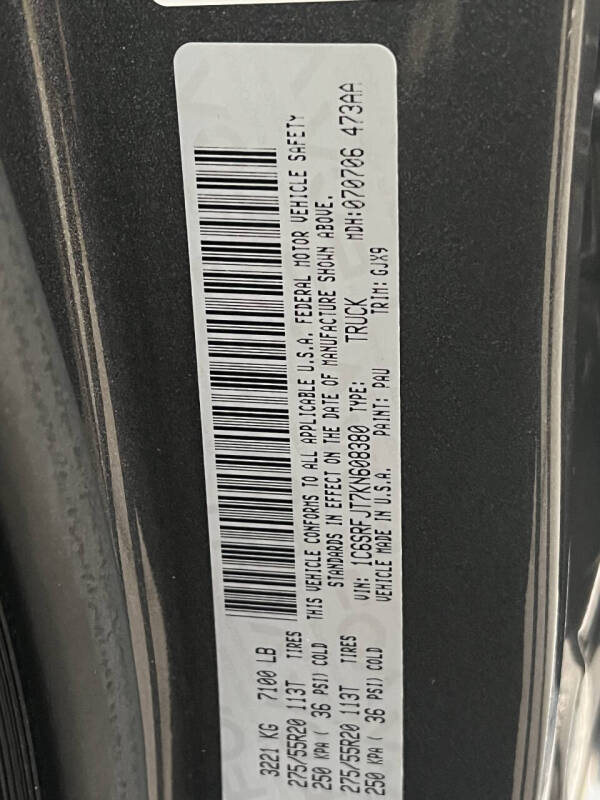 3221 KG 7100 LB
275/55R20 113T TIRES
250 KPA ( 36 PSI) COLD
275/55R20 113T TIRES
250 KPA ( 36 PSI) COLD
THIS VEHICLE CONFORMS TO ALL APPLICABLE U.S.A. FEDERAL MOTOR VEHICLE SAFETY
STANDARDS IN EFFECT ON THE DATE OF MANUFACTURE SHOWN ABOVE.
VIN: 1C6SRFJT7KN608380 TYPE: TRUCK MDH:070706 473AA
VEHICLE MADE IN U.S.A. PAINT: PAU TRIM: GJX9